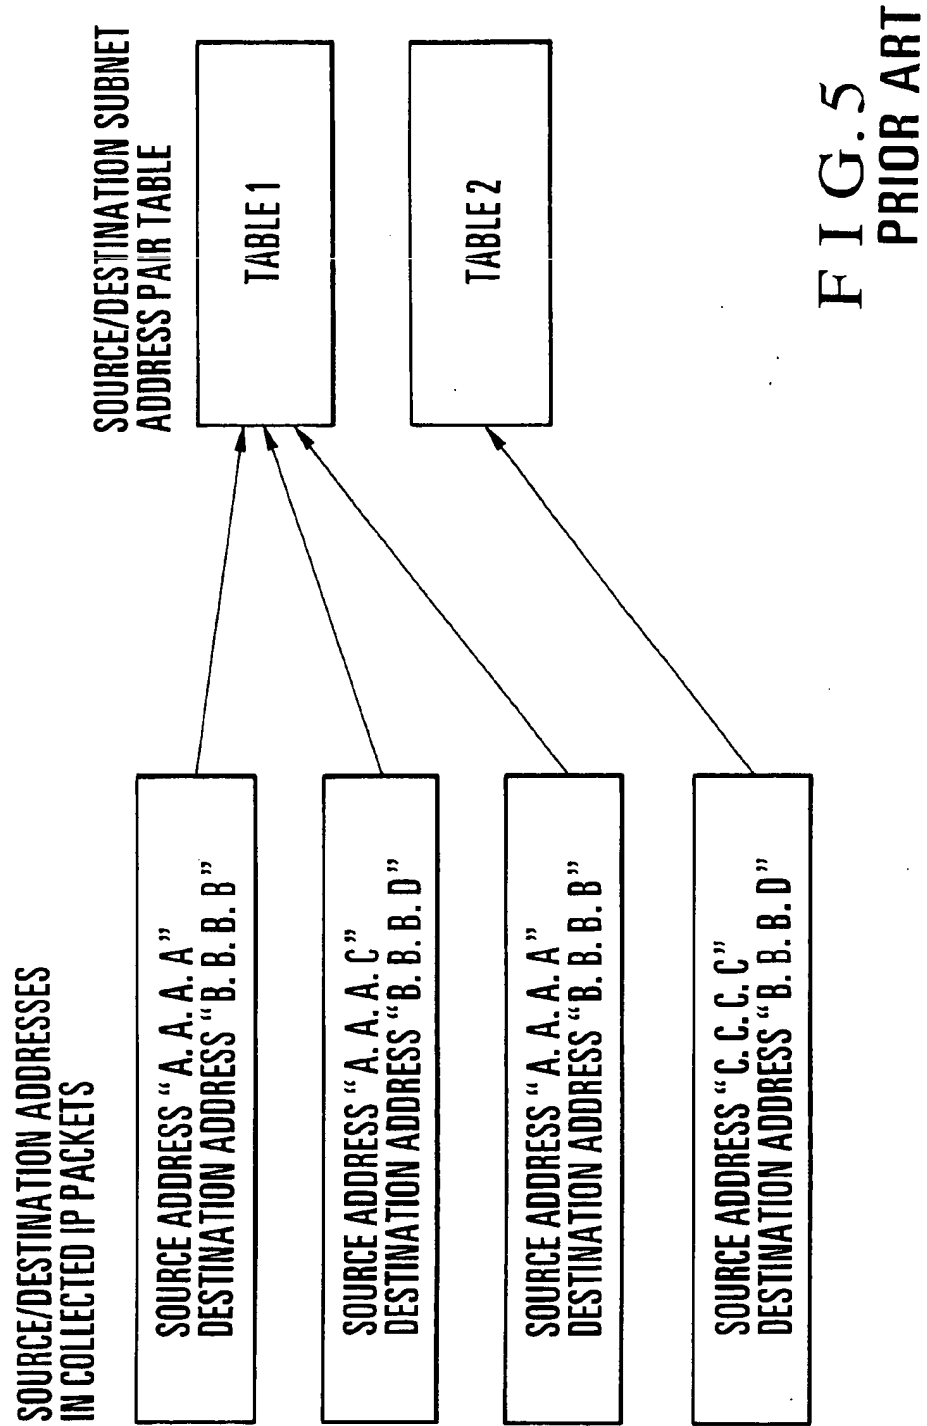 SOURCE/DESTINATION ADDRESSES
IN COLLECTED IP PACKETS
SOURCE ADDRESS “A. A. A. A”
DESTINATION ADDRESS “B. B. B. B”
SOURCE ADDRESS “A. A. A. C”
DESTINATION ADDRESS “B. B. B. D”
SOURCE ADDRESS “A. A. A. A”
DESTINATION ADDRESS “B. B. B. B”
SOURCE ADDRESS “C. C. C. C”
DESTINATION ADDRESS “B. B. B. D”
SOURCE/DESTINATION SUBNET
ADDRESS PAIR TABLE
TABLE 1
TABLE 2
FIG. 5
PRIOR ART